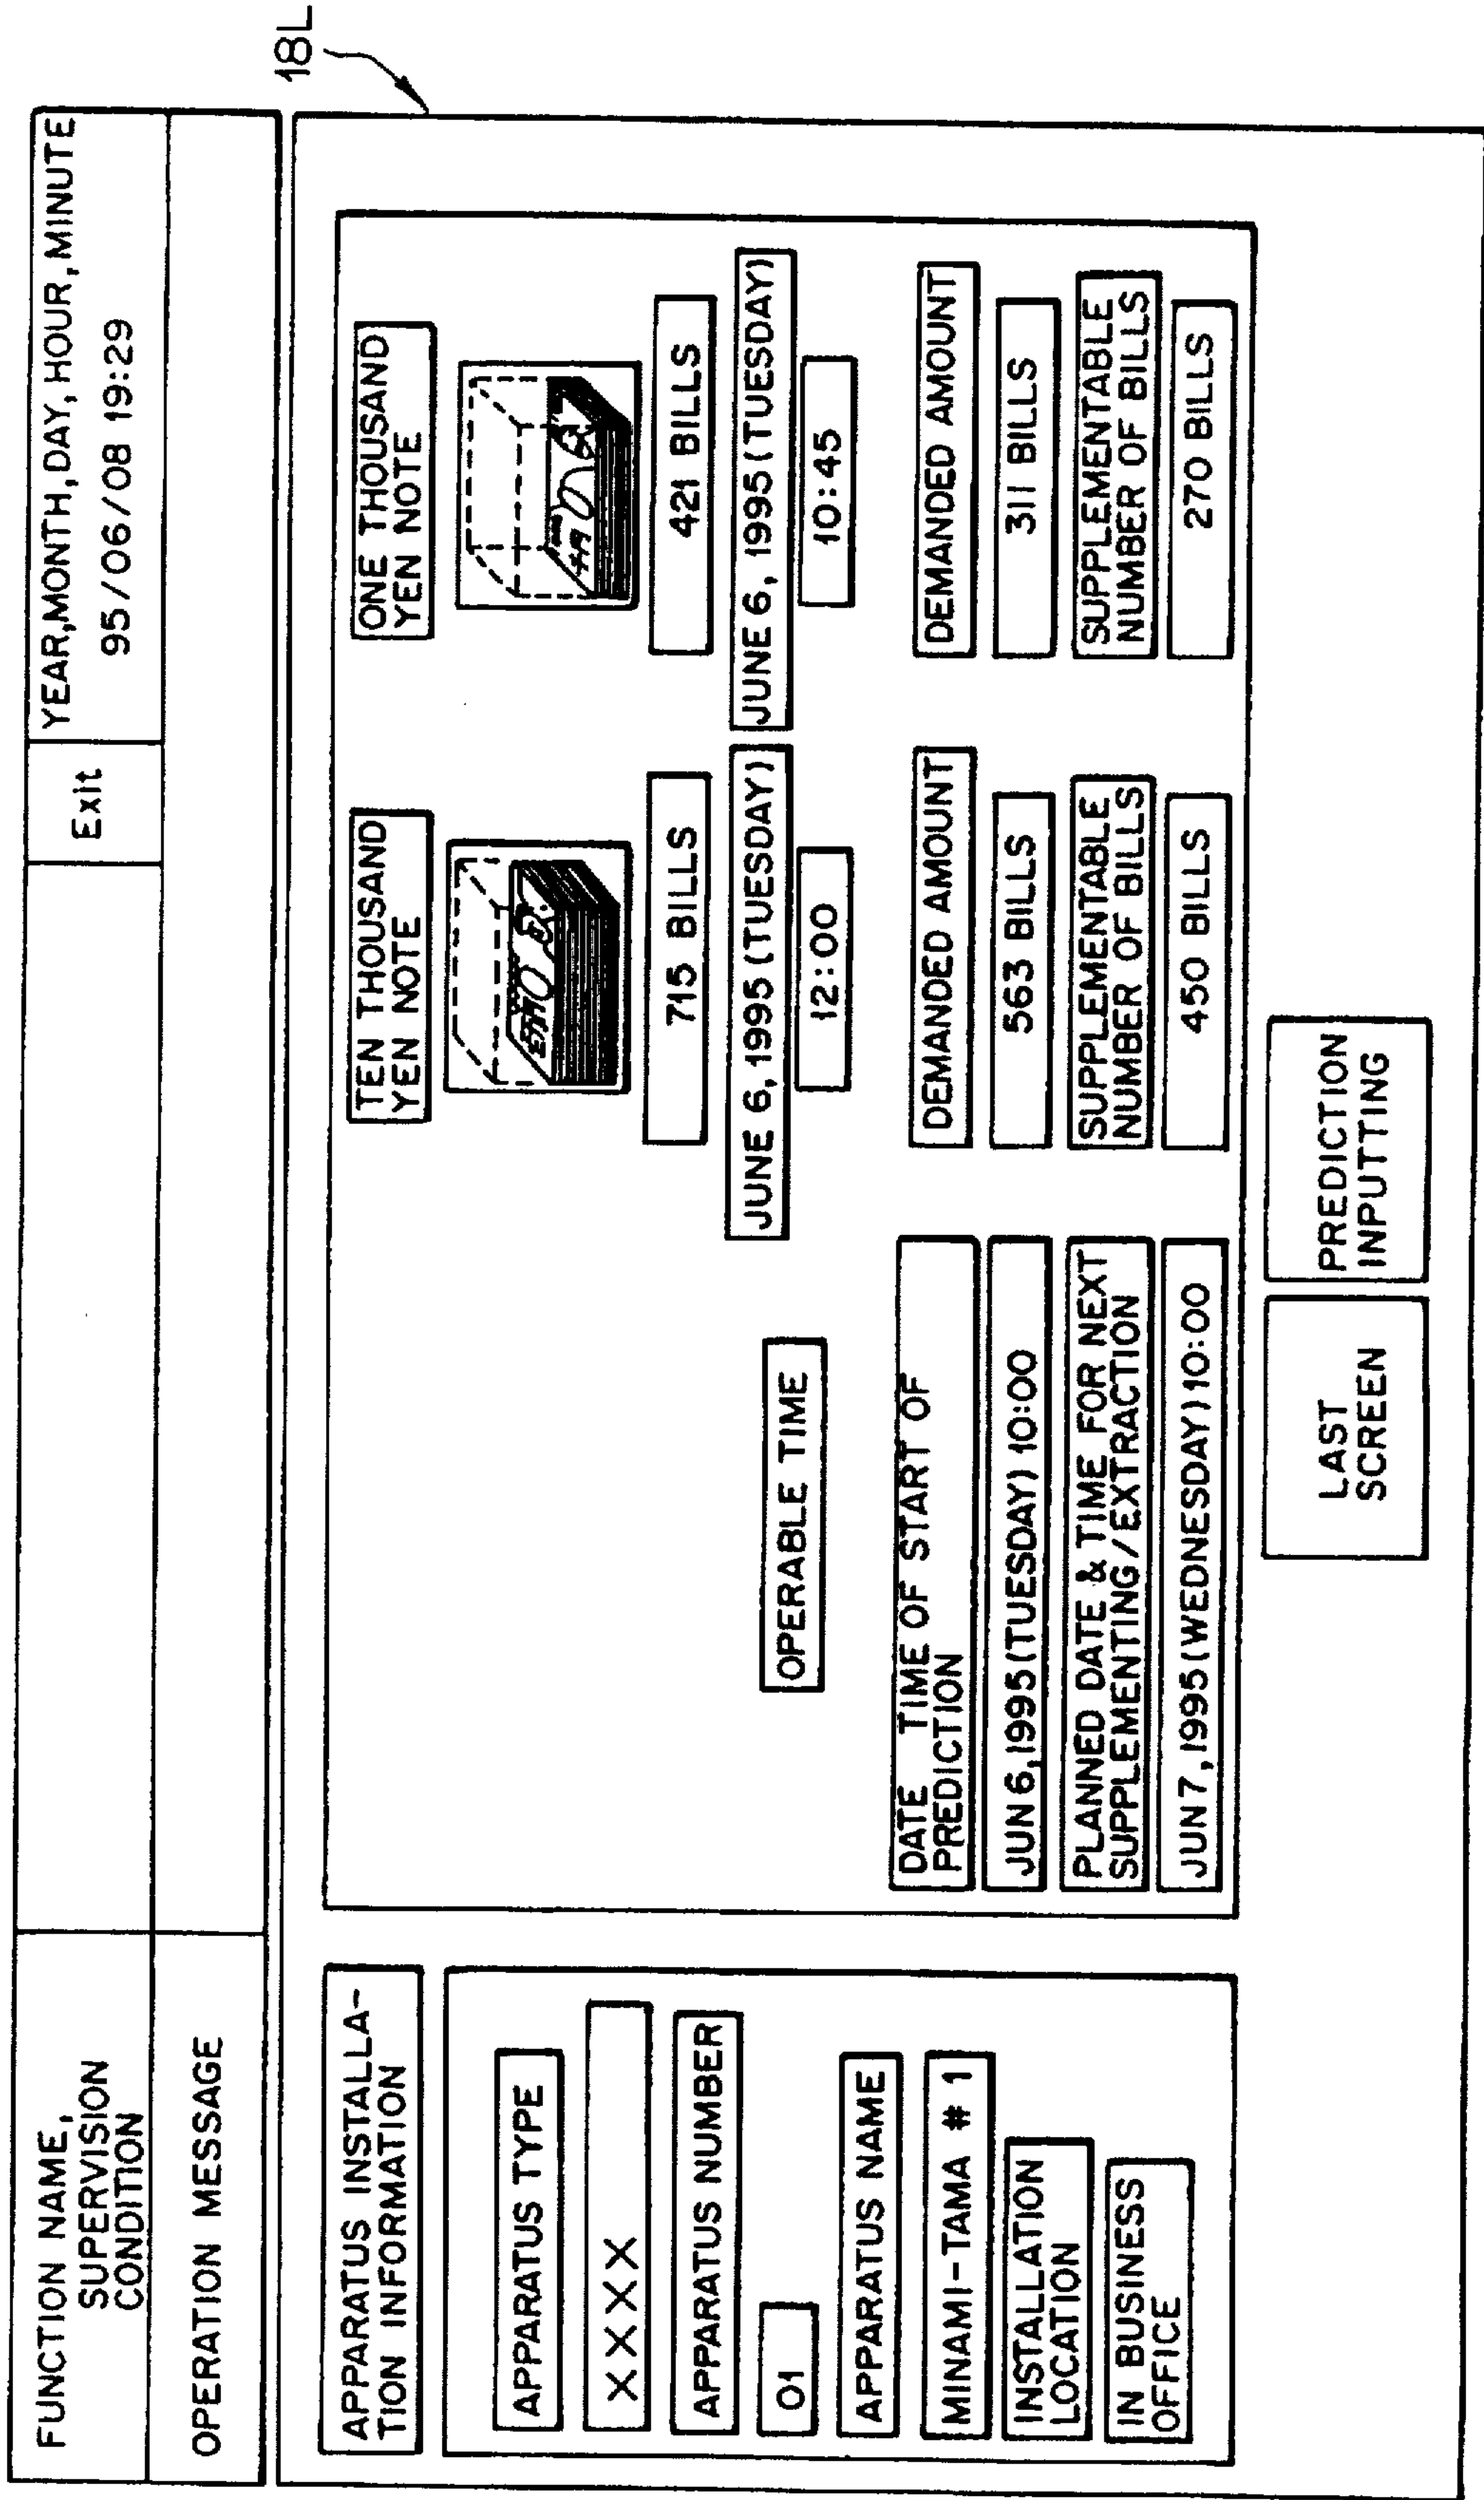 18L
FUNCTION NAME,
SUPERVISION
CONDITION
Exit
YEAR,MONTH,DAY,HOUR,MINUTE
95/06/08 19:29
OPERATION MESSAGE
APPARATUS INSTALLA-
TION INFORMATION
APPARATUS TYPE
XXXX
APPARATUS NUMBER
01
APPARATUS NAME
MINAMI-TAMA # 1
INSTALLATION
LOCATION
IN BUSINESS
OFFICE
TEN THOUSAND
YEN NOTE
ONE THOUSAND
YEN NOTE
715 BILLS
421 BILLS
OPERABLE TIME
JUNE 6, 1995 (TUESDAY)
JUNE 6, 1995 (TUESDAY)
12:00
10:45
DATE TIME OF START OF
PREDICTION
DEMANDED AMOUNT
DEMANDED AMOUNT
JUN 6,1995(TUESDAY) 10:00
563 BILLS
311 BILLS
PLANNED DATE & TIME FOR NEXT
SUPPLEMENTING/EXTRACTION
SUPPLEMENTABLE
NUMBER OF BILLS
SUPPLEMENTABLE
NUMBER OF BILLS
JUN 7,1995(WEDNESDAY) 10:00
450 BILLS
270 BILLS
LAST
SCREEN
PREDICTION
INPUTTING